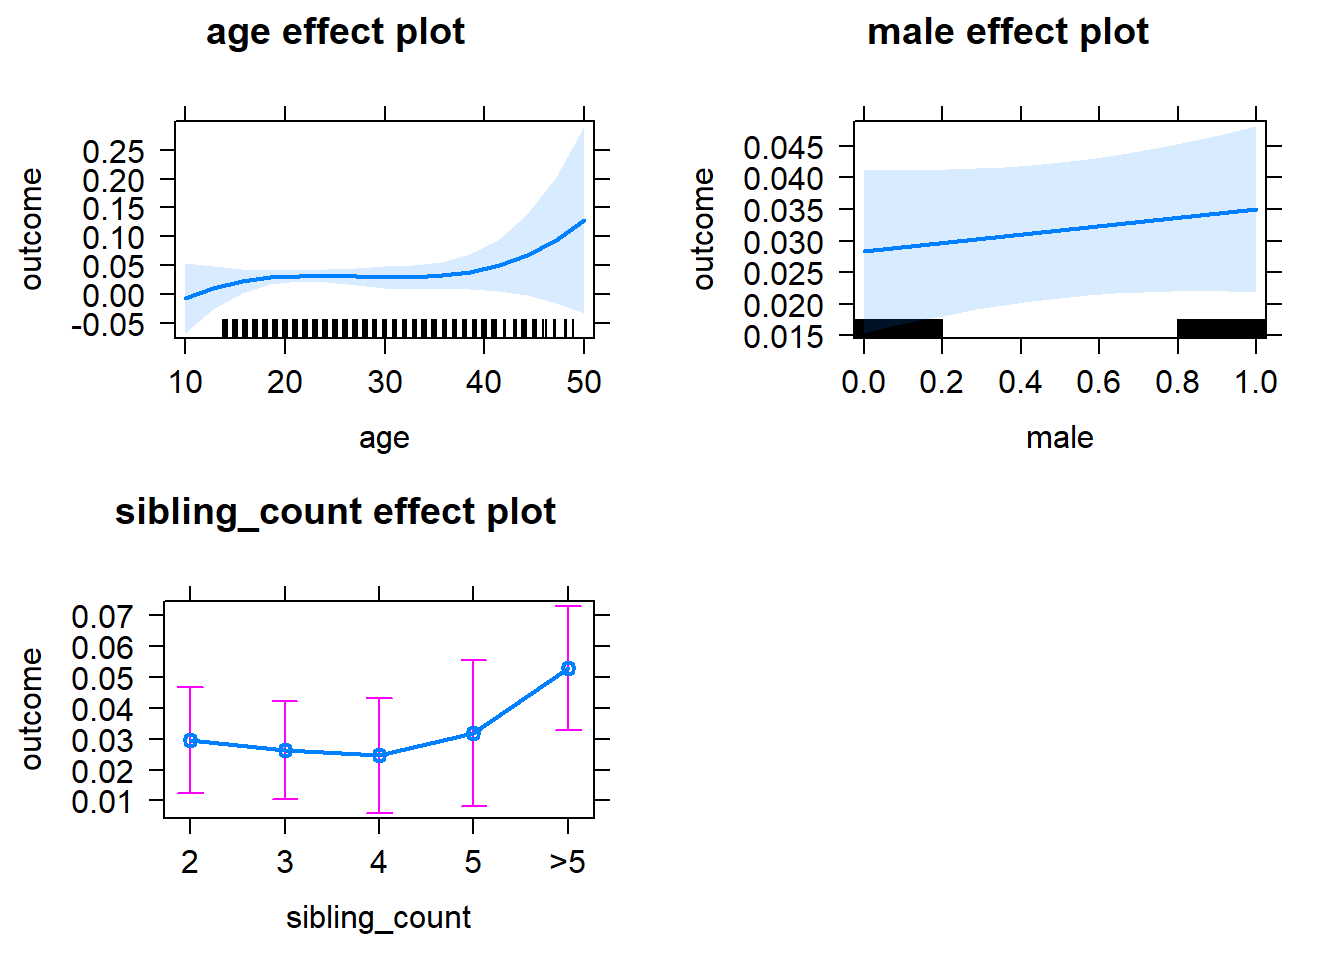 age effect plot
outcome
0.25
0.20
0.15
0.10
0.05
0.00
-0.05
10 20 30 40 50
age
male effect plot
outcome
0.045
0.040
0.035
0.030
0.025
0.020
0.015
0.0 0.2 0.4 0.6 0.8 1.0
male
sibling_count effect plot
outcome
0.07
0.06
0.05
0.04
0.03
0.02
0.01
2 3 4 5 >5
sibling_count